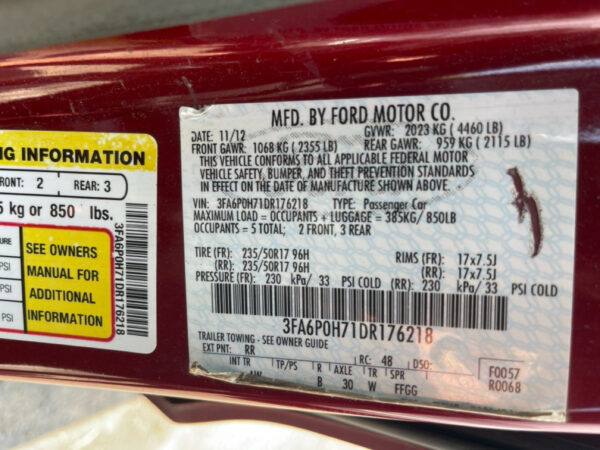 NG INFORMATION
RONT: 2 REAR: 3
5 kg or 850 lbs.
SEE OWNERS
MANUAL FOR
ADDITIONAL
INFORMATION
PSI
PSI
PSI
3FA6P0H71DR176218
MFD. BY FORD MOTOR CO.
DATE: 11/12 GVWR: 2023 KG ( 4460 LB)
FRONT GAWR: 1068 KG ( 2355 LB) REAR GAWR: 959 KG ( 2115 LB)
THIS VEHICLE CONFORMS TO ALL APPLICABLE FEDERAL MOTOR
VEHICLE SAFETY, BUMPER, AND THEFT PREVENTION STANDARDS
IN EFFECT ON THE DATE OF MANUFACTURE SHOWN ABOVE.
VIN: 3FA6P0H71DR176218 TYPE: Passenger Car
MAXIMUM LOAD = OCCUPANTS + LUGGAGE = 385KG/ 850LB
OCCUPANTS = 5 TOTAL; 2 FRONT, 3 REAR
TIRE (FR): 235/50R17 96H RIMS (FR): 17x7.5J
(RR): 235/50R17 96H (RR): 17x7.5J
PRESSURE (FR): 230 kPa/ 33 PSI COLD (RR): 230 kPa/ 33 PSI COLD
3FA6P0H71DR176218
TRAILER TOWING - SEE OWNER GUIDE
EXT PNT: RR RC: 48 DSO:
INT TR TP/PS R AXLE TR SPR
B 30 W FFGG
F0057
R0068